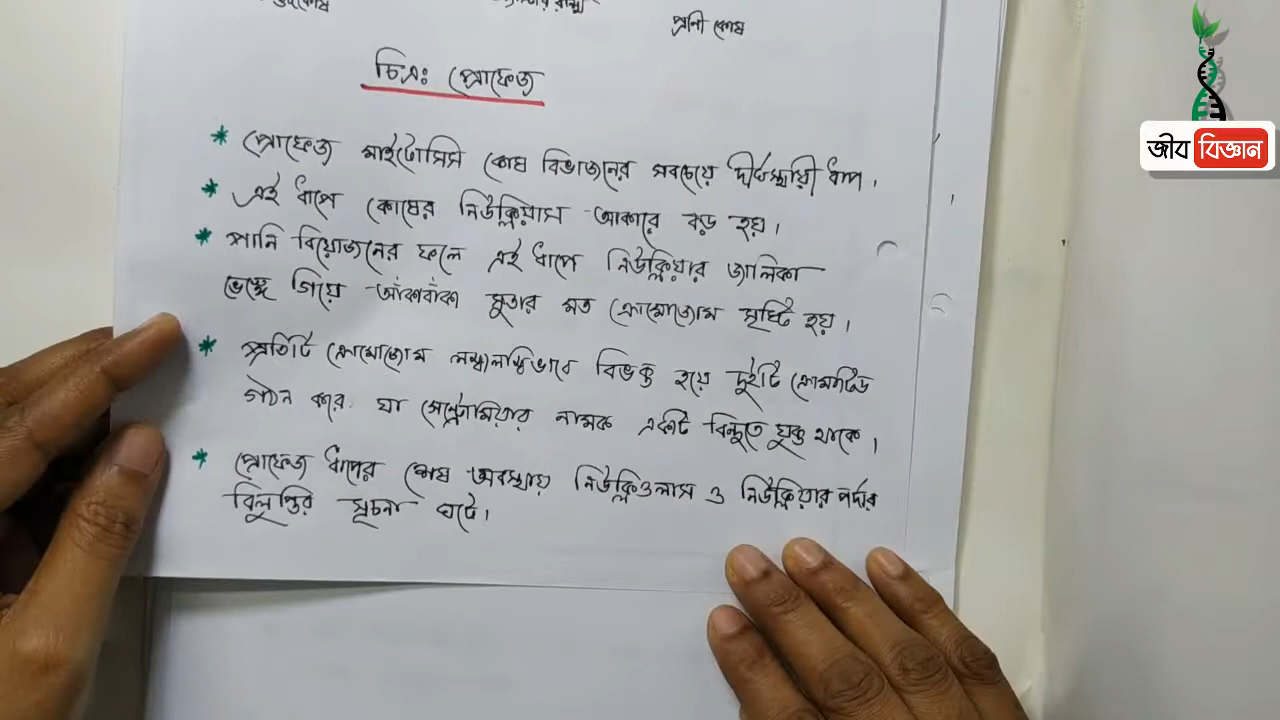 প্রাণী কোষ
চিত্র: প্রোফেজ
* প্রোফেজ মাইটোসিস কোষ বিভাজনের সবচেয়ে দীর্ঘস্থায়ী ধাপ।
* এই ধাপে কোষের নিউক্লিয়াস আকারে বড় হয়।
* পানি বিয়োজনের ফলে এই ধাপে নিউক্লিয়ার জালিকা
ভেঙ্গে গিয়ে আঁকাবাঁকা সুতার মত ক্রোমোজোম সৃষ্টি হয়।
* প্রতিটি ক্রোমোজোম লম্বালম্বিভাবে বিভক্ত হয়ে দুইটি ক্রোমাটিড
গঠন করে যা সেন্ট্রোমিয়ার নামক একটি বিন্দুতে যুক্ত থাকে।
* প্রোফেজ ধাপের শেষ অবস্থায় নিউক্লিওলাস ও নিউক্লিয়ার পর্দার
বিলুপ্তির সূচনা ঘটে।
জীব বিজ্ঞান